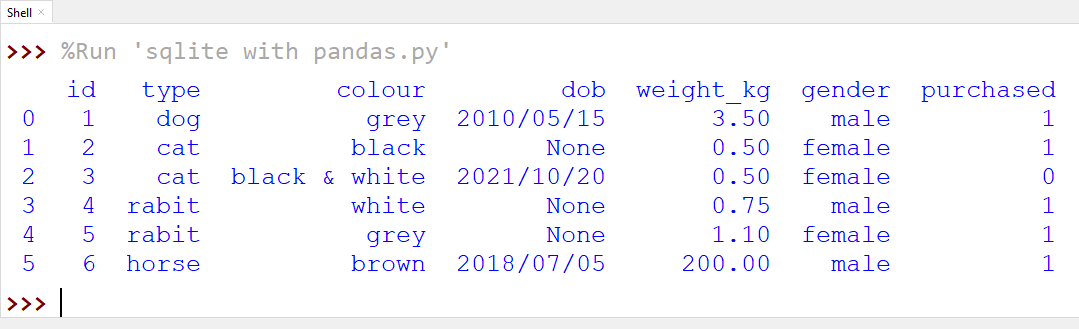 Shell ×
>>> %Run 'sqlite with pandas.py'
id type colour dob weight_kg gender purchased
0 1 dog grey 2010/05/15 3.50 male 1
1 2 cat black None 0.50 female 1
2 3 cat black & white 2021/10/20 0.50 female 0
3 4 rabit white None 0.75 male 1
4 5 rabit grey None 1.10 female 1
5 6 horse brown 2018/07/05 200.00 male 1
>>>